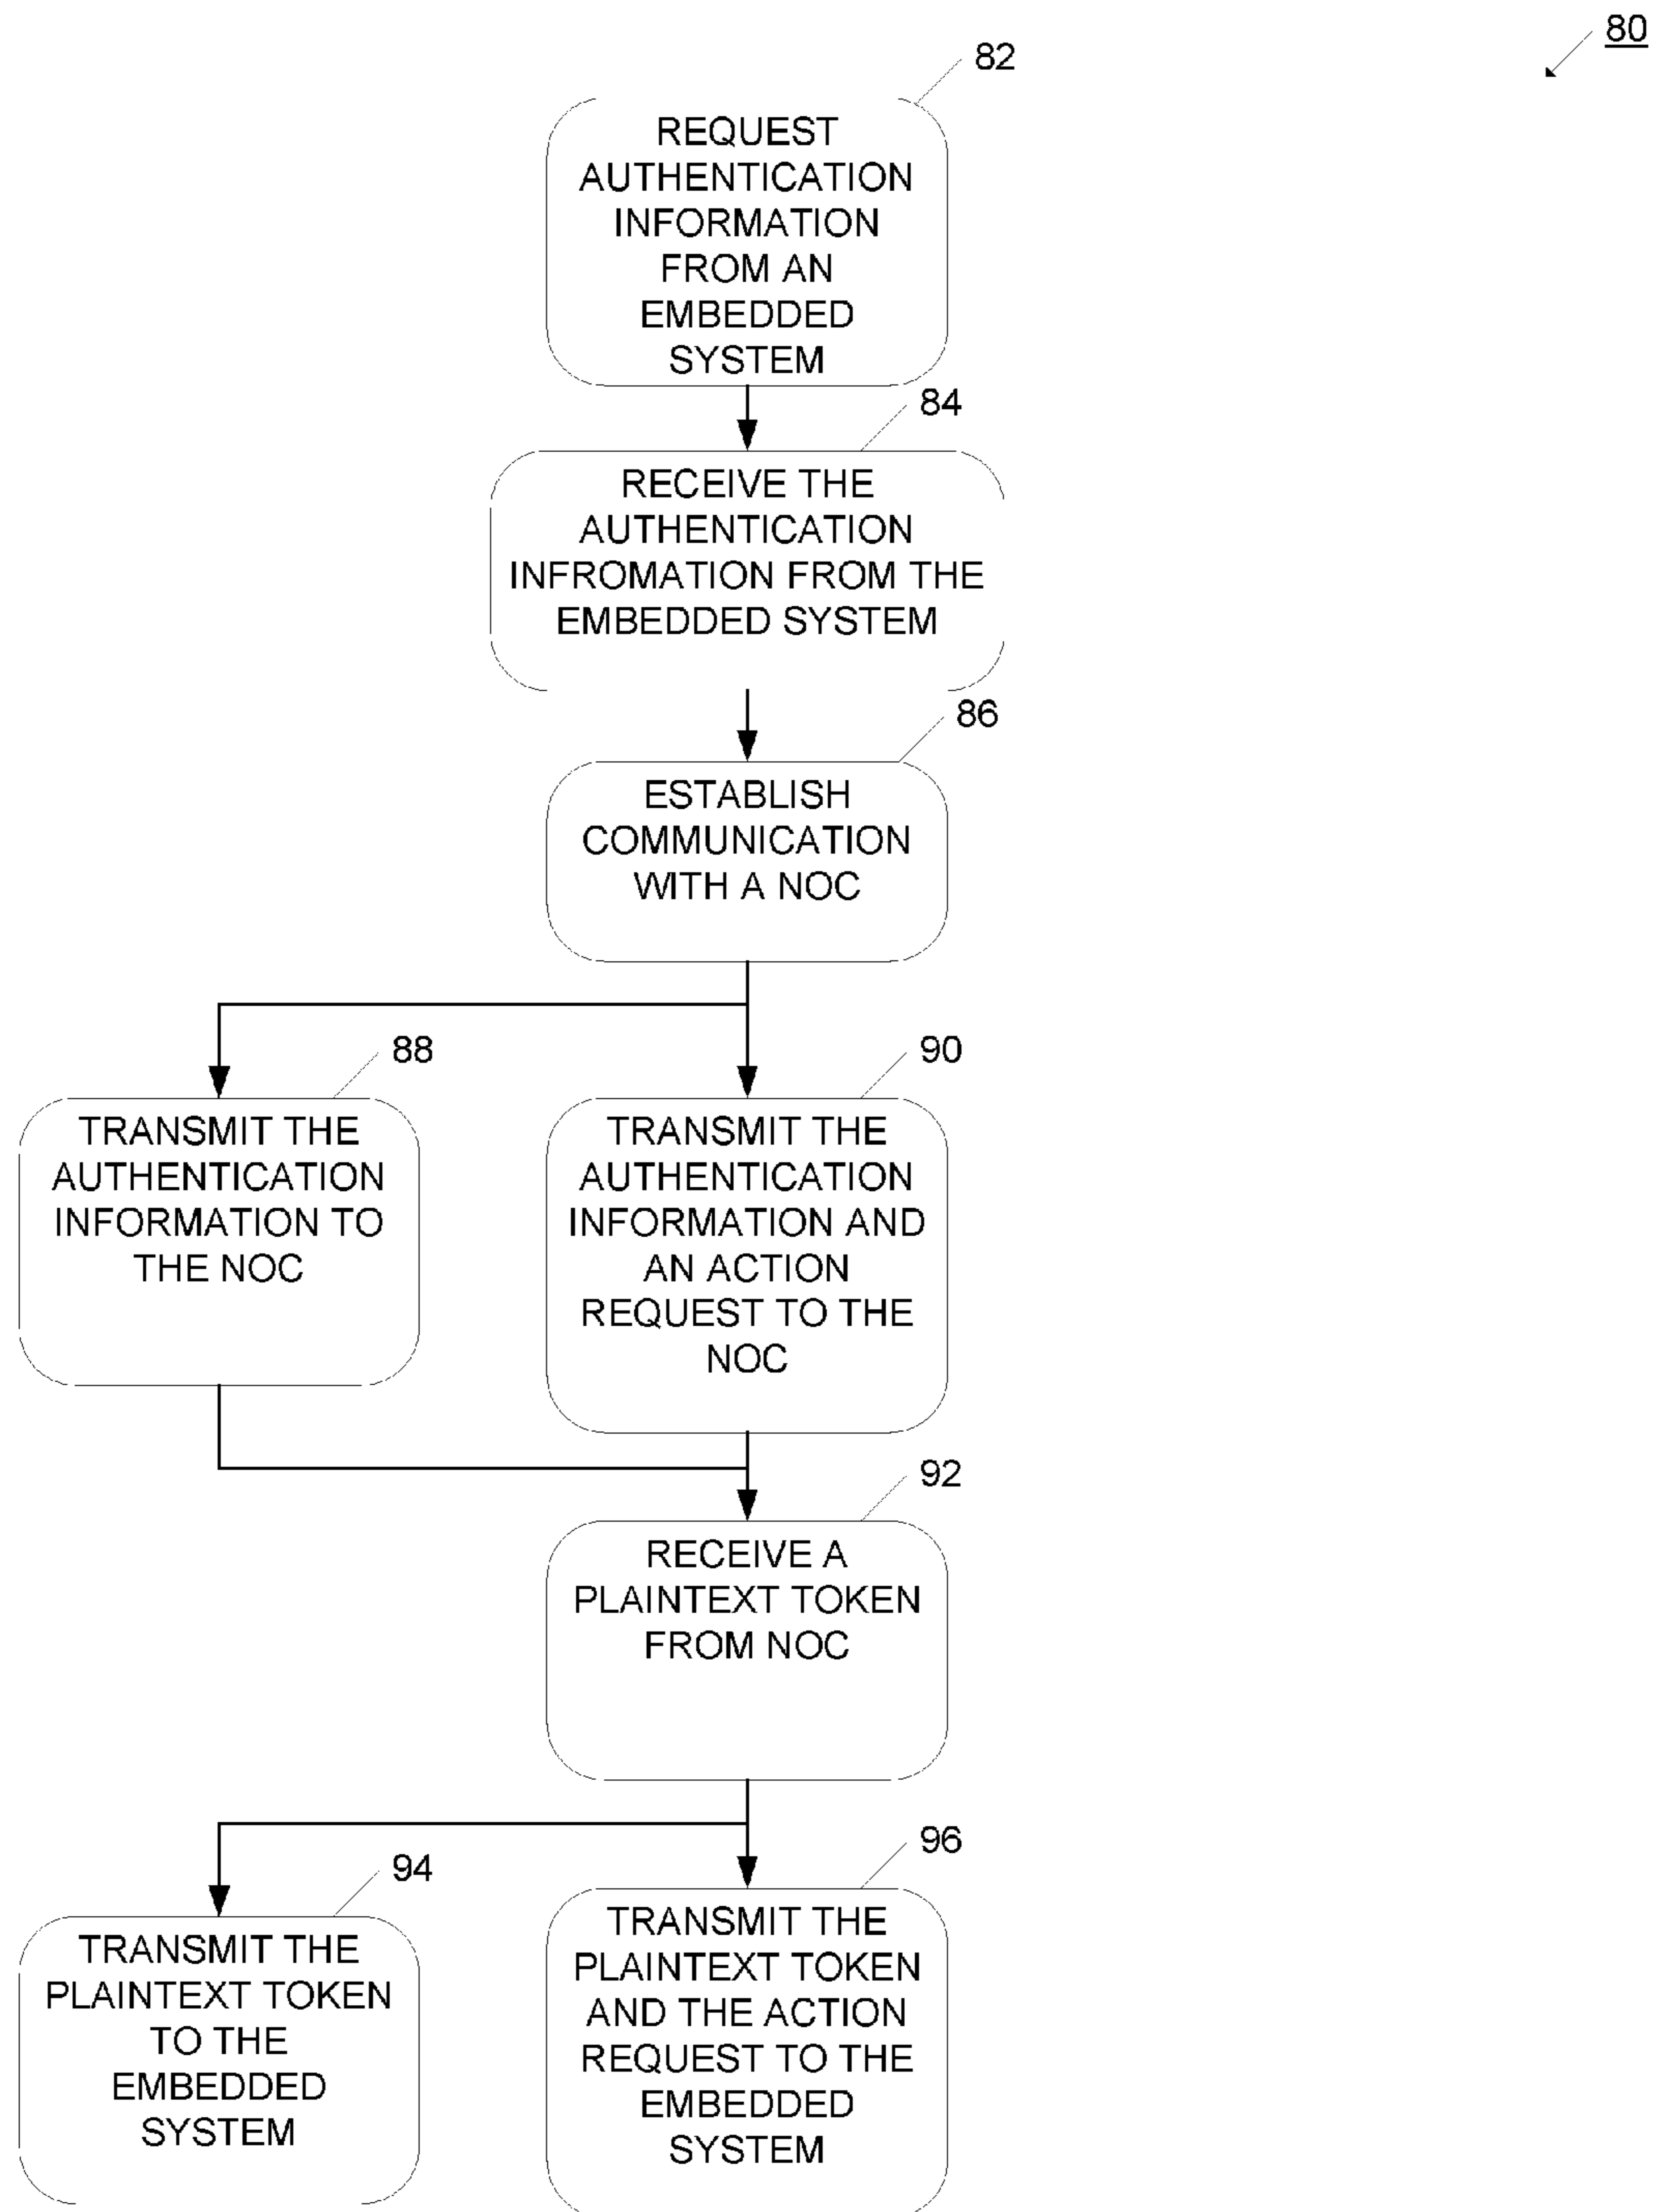 80
82
REQUEST
AUTHENTICATION
INFORMATION
FROM AN
EMBEDDED
SYSTEM
84
RECEIVE THE
AUTHENTICATION
INFROMATION FROM THE
EMBEDDED SYSTEM
86
ESTABLISH
COMMUNICATION
WITH A NOC
88
TRANSMIT THE
AUTHENTICATION
INFORMATION TO
THE NOC
90
TRANSMIT THE
AUTHENTICATION
INFORMATION AND
AN ACTION
REQUEST TO THE
NOC
92
RECEIVE A
PLAINTEXT TOKEN
FROM NOC
94
TRANSMIT THE
PLAINTEXT TOKEN
TO THE
EMBEDDED
SYSTEM
96
TRANSMIT THE
PLAINTEXT TOKEN
AND THE ACTION
REQUEST TO THE
EMBEDDED
SYSTEM